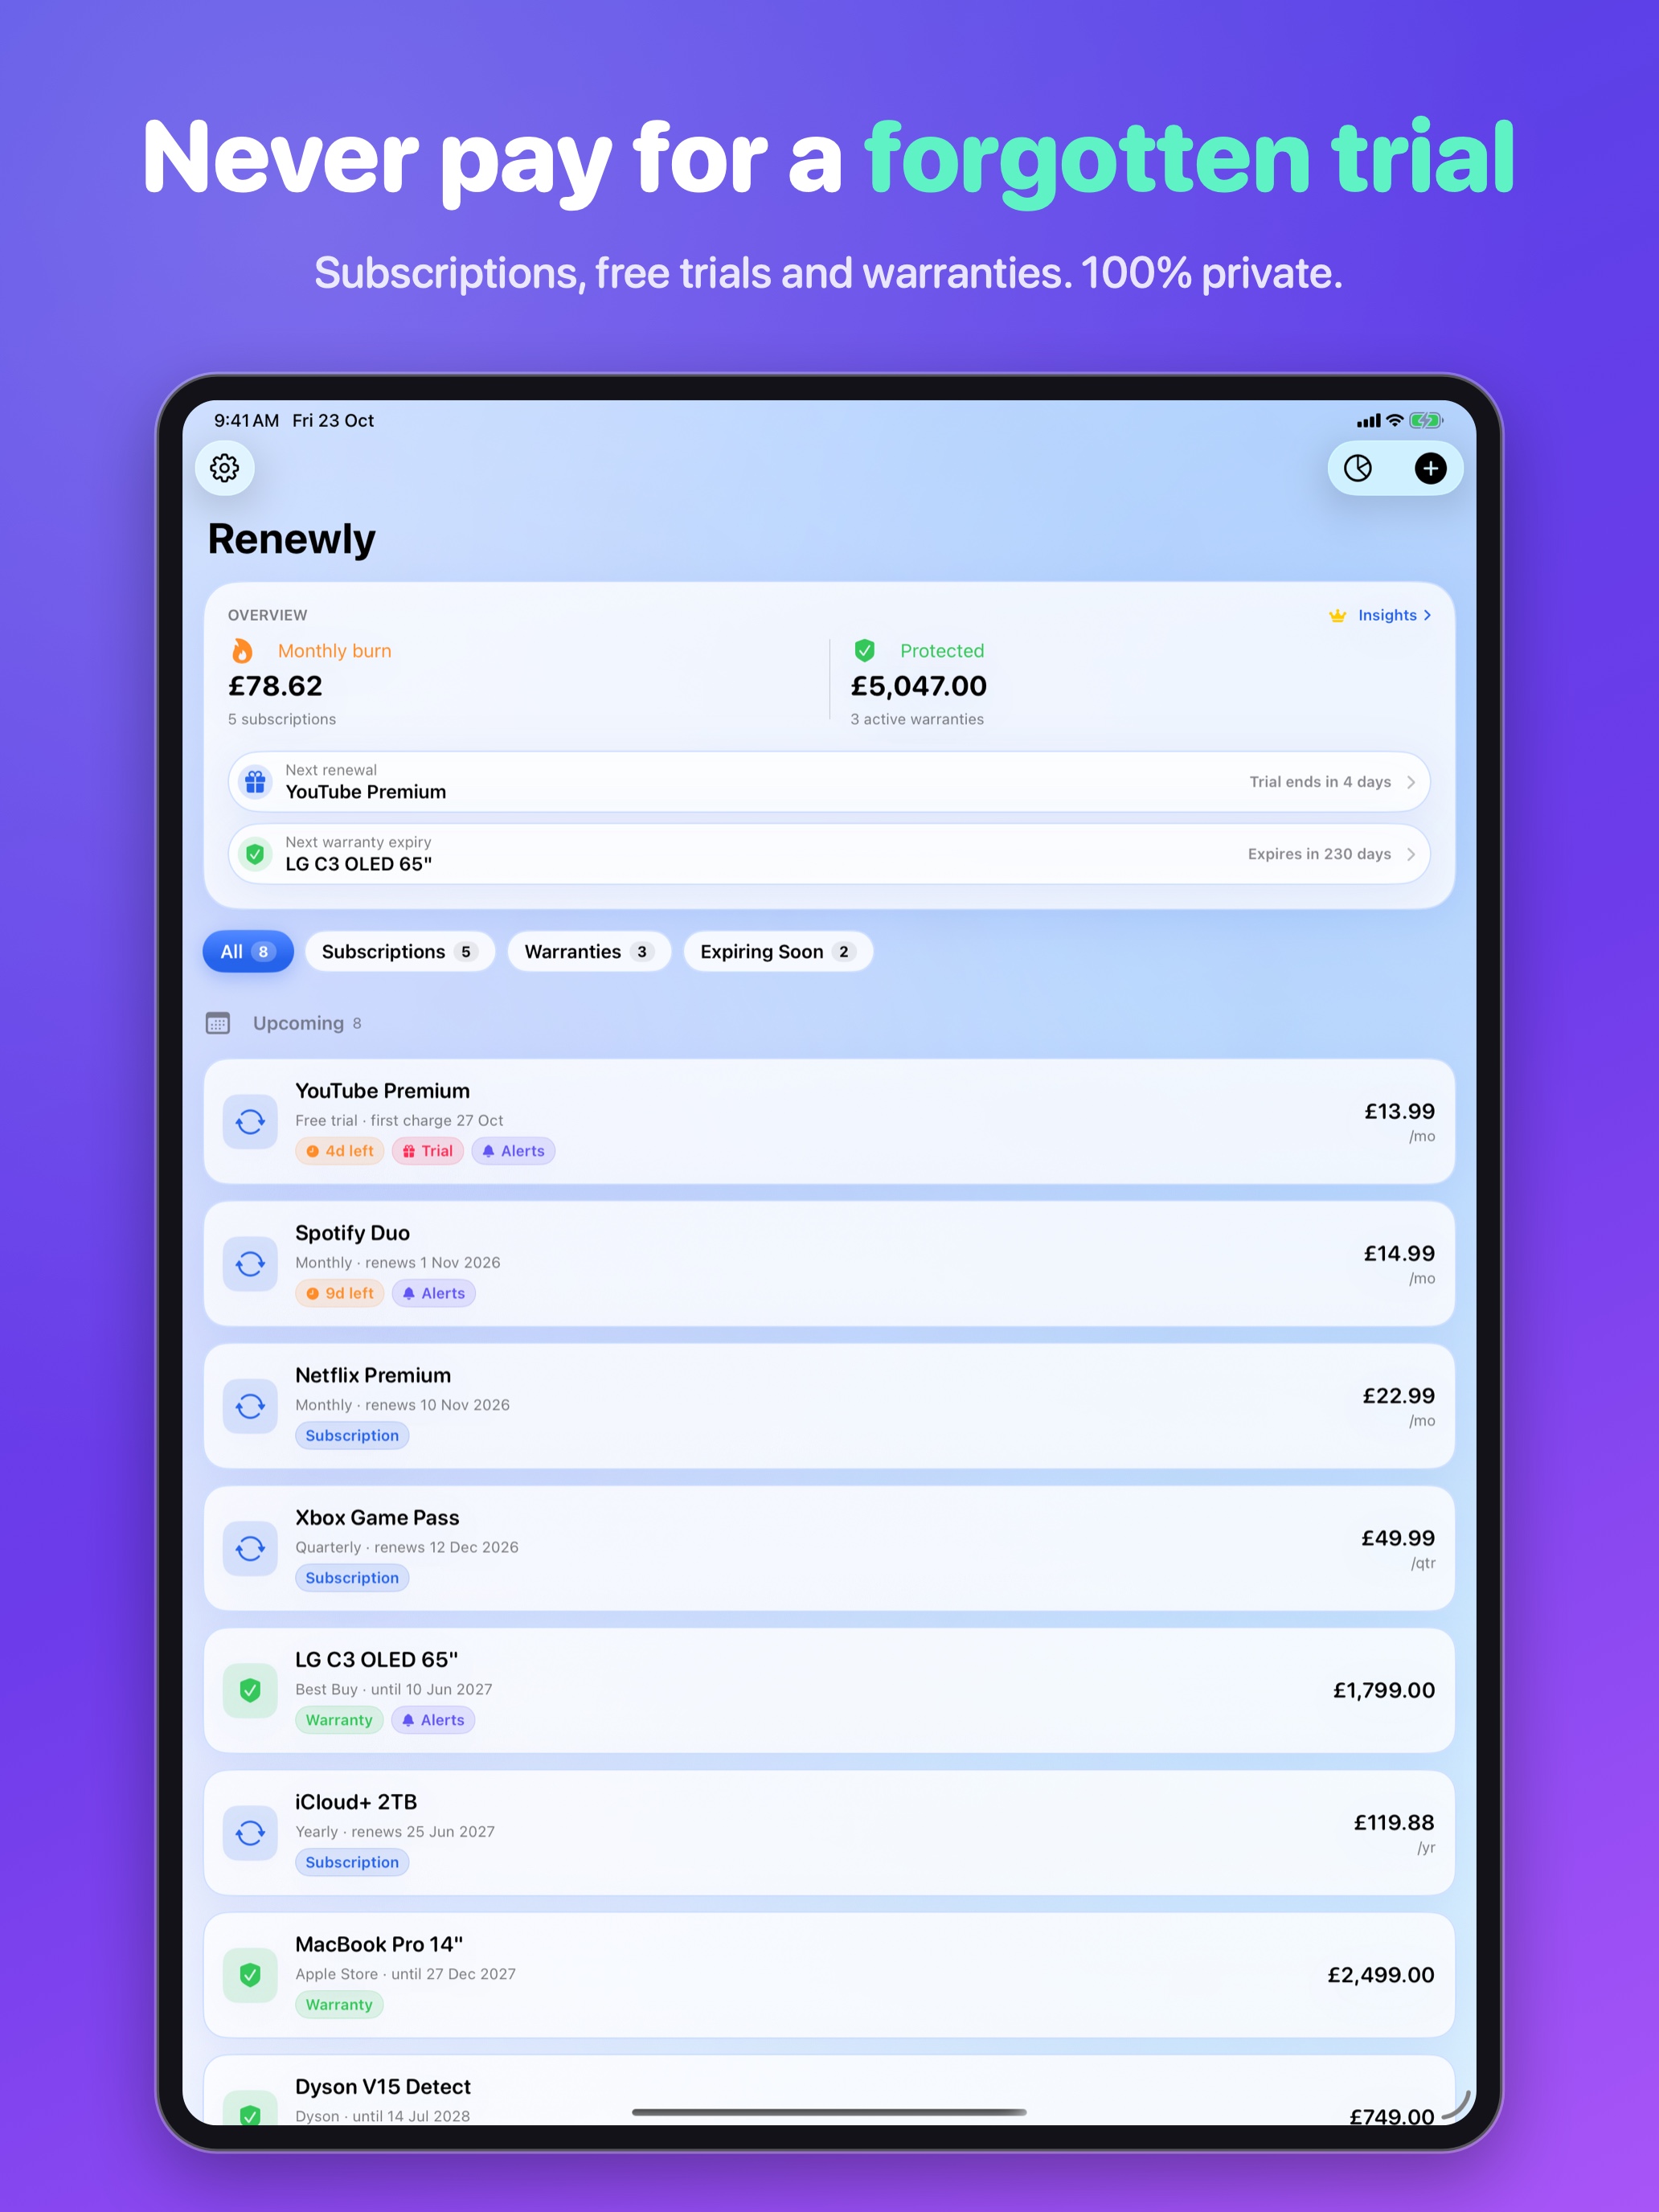 Never pay for a forgotten trial
Subscriptions, free trials and warranties. 100% private.
9:41 AM Fri 23 Oct
Renewly
OVERVIEW
Insights
Monthly burn
£78.62
5 subscriptions
Protected
£5,047.00
3 active warranties
Next renewal
YouTube Premium
Trial ends in 4 days
Next warranty expiry
LG C3 OLED 65"
Expires in 230 days
All 8 Subscriptions 5 Warranties 3 Expiring Soon 2
Upcoming 8
YouTube Premium
Free trial · first charge 27 Oct
4d left Trial Alerts
£13.99
/mo
Spotify Duo
Monthly · renews 1 Nov 2026
9d left Alerts
£14.99
/mo
Netflix Premium
Monthly · renews 10 Nov 2026
Subscription
£22.99
/mo
Xbox Game Pass
Quarterly · renews 12 Dec 2026
Subscription
£49.99
/qtr
LG C3 OLED 65"
Best Buy · until 10 Jun 2027
Warranty Alerts
£1,799.00
iCloud+ 2TB
Yearly · renews 25 Jun 2027
Subscription
£119.88
/yr
MacBook Pro 14"
Apple Store · until 27 Dec 2027
Warranty
£2,499.00
Dyson V15 Detect
Dyson · until 14 Jul 2028
£749.00